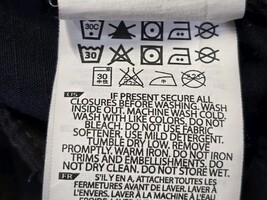 30C
30
30
US
IF PRESENT SECURE ALL
CLOSURES BEFORE WASHING. WASH
INSIDE OUT. MACHINE WASH COLD.
WASH WITH LIKE COLORS. DO NOT
BLEACH. DO NOT USE FABRIC
SOFTENER. USE MILD DETERGENT.
TUMBLE DRY LOW. REMOVE
PROMPTLY. WARM IRON. DO NOT IRON
TRIMS AND EMBELLISHMENTS. DO
NOT DRY CLEAN. DO NOT STORE WET.
FR
S'IL Y EN A, ATTACHER TOUTES LES
FERMETURES AVANT DE LAVER. LAVER À
L'ENVERS. LAVER À LA MACHINE À L'EAU